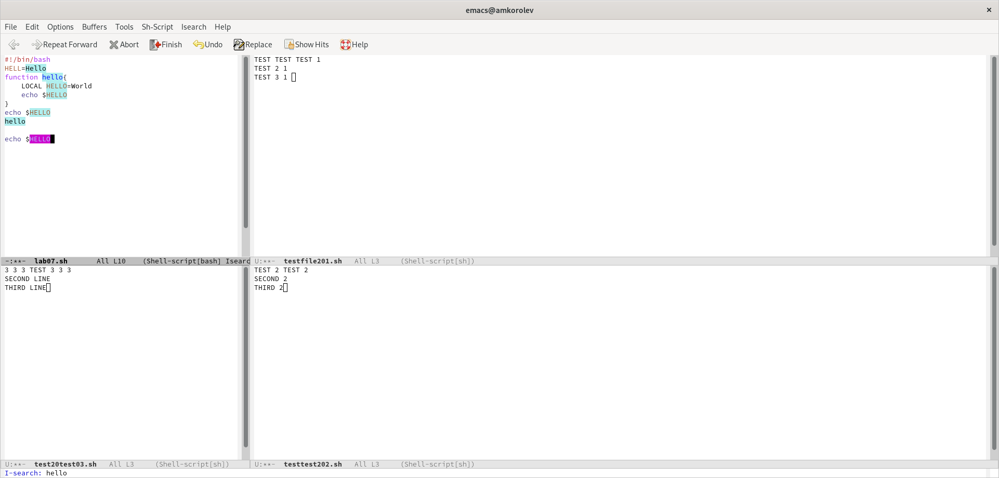 emacs@amkorolev
File Edit Options Buffers Tools Sh-Script Isearch Help
Repeat Forward Abort Finish Undo Replace Show Hits Help
#!/bin/bash
HELL=Hello
function hello{
    LOCAL HELLO=World
    echo $HELLO
}
echo $HELLO
hello
echo $HELLO
-:**-  lab07.sh       All L10    (Shell-script[bash] Isearc
TEST TEST TEST 1
TEST 2 1
TEST 3 1
U:**-  testfile201.sh   All L3     (Shell-script[sh])
3 3 3 TEST 3 3 3
SECOND LINE
THIRD LINE
U:**-  test20test03.sh   All L3     (Shell-script[sh])
TEST 2 TEST 2
SECOND 2
THIRD 2
U:**-  testtest202.sh   All L3     (Shell-script[sh])
I-search: hello